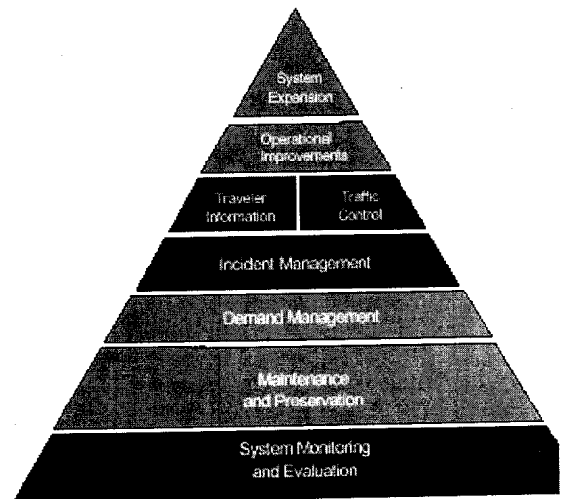 System
Expansion
Operational
Improvements
Traveler
Information
Traffic
Control
Incident Management
Demand Management
Maintenance
and Preservation
System Monitoring
and Evaluation